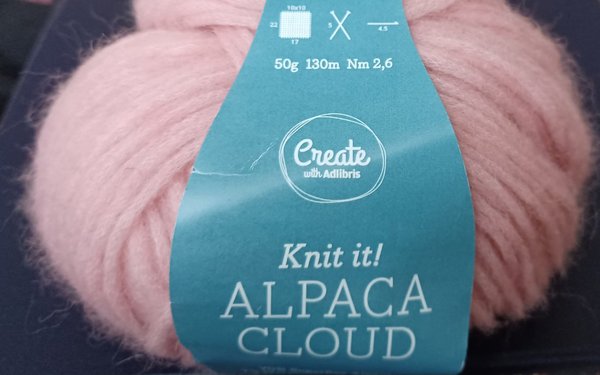 10x10
22
17
5
4.5
50g 130m Nm 2,6
Create
with Adlibris
Knit it!
ALPACA
CLOUD